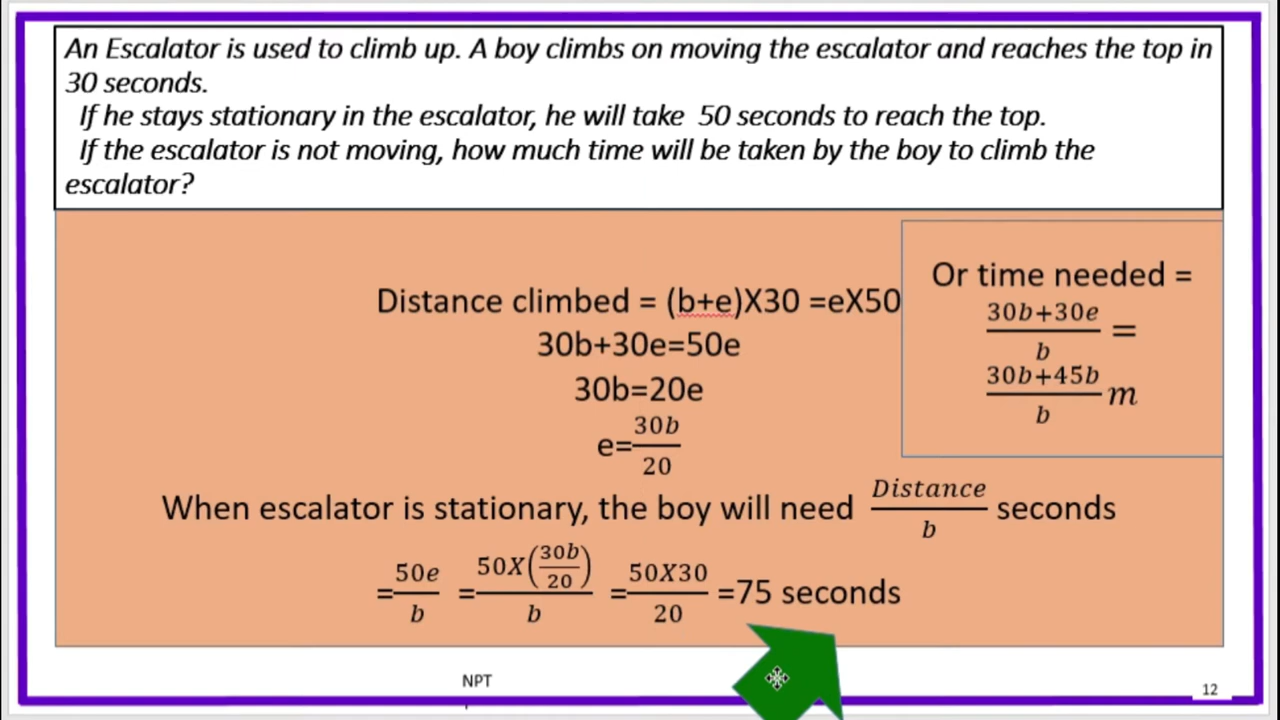 An Escalator is used to climb up. A boy climbs on moving the escalator and reaches the top in
30 seconds.
If he stays stationary in the escalator, he will take 50 seconds to reach the top.
If the escalator is not moving, how much time will be taken by the boy to climb the
escalator?
Distance climbed = (b+e)X30 =eX50
30b+30e=50e
30b=20e
e=30b/20
Or time needed =
(30b+30e)/b =
(30b+45b)/b m
When escalator is stationary, the boy will need Distance/b seconds
=50e/b =50X(30b/20)/b =50X30/20 =75 seconds
NPT
12